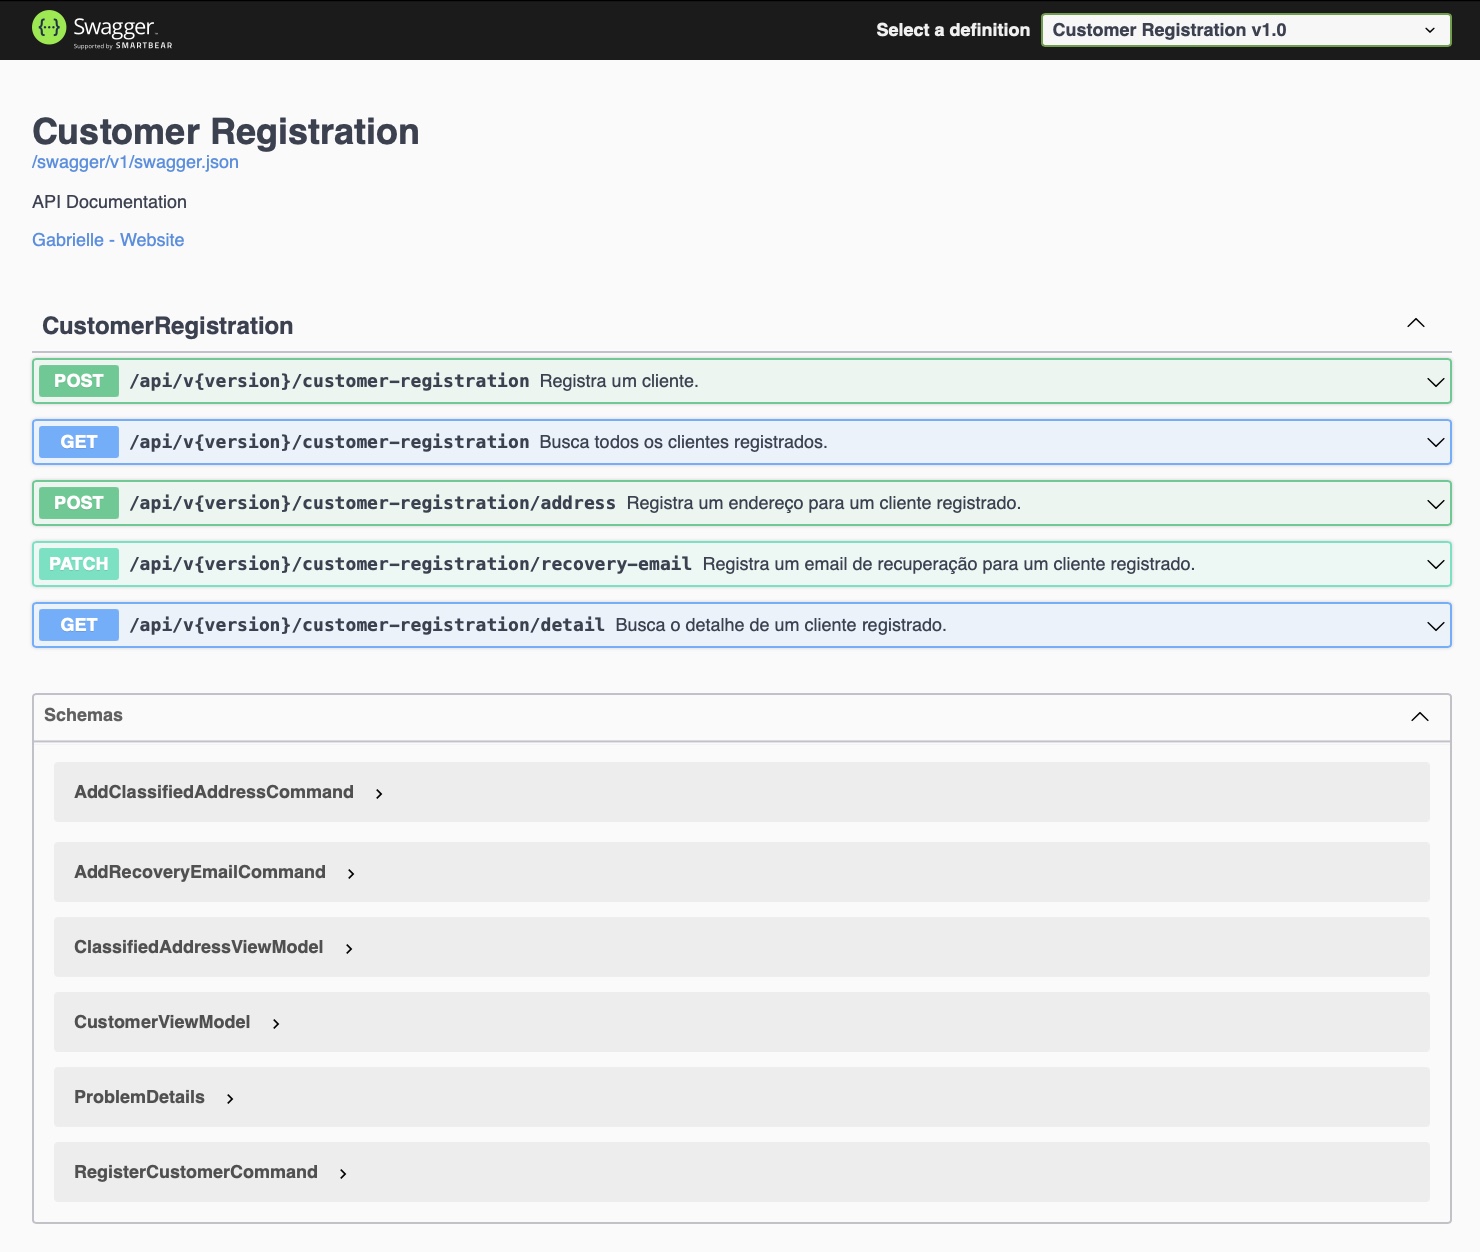 Swagger.
Supported by SMARTBEAR
Select a definition
Customer Registration v1.0
Customer Registration
/swagger/v1/swagger.json
API Documentation
Gabrielle - Website
CustomerRegistration
POST /api/v{version}/customer-registration Registra um cliente.
GET /api/v{version}/customer-registration Busca todos os clientes registrados.
POST /api/v{version}/customer-registration/address Registra um endereço para um cliente registrado.
PATCH /api/v{version}/customer-registration/recovery-email Registra um email de recuperação para um cliente registrado.
GET /api/v{version}/customer-registration/detail Busca o detalhe de um cliente registrado.
Schemas
AddClassifiedAddressCommand
AddRecoveryEmailCommand
ClassifiedAddressViewModel
CustomerViewModel
ProblemDetails
RegisterCustomerCommand